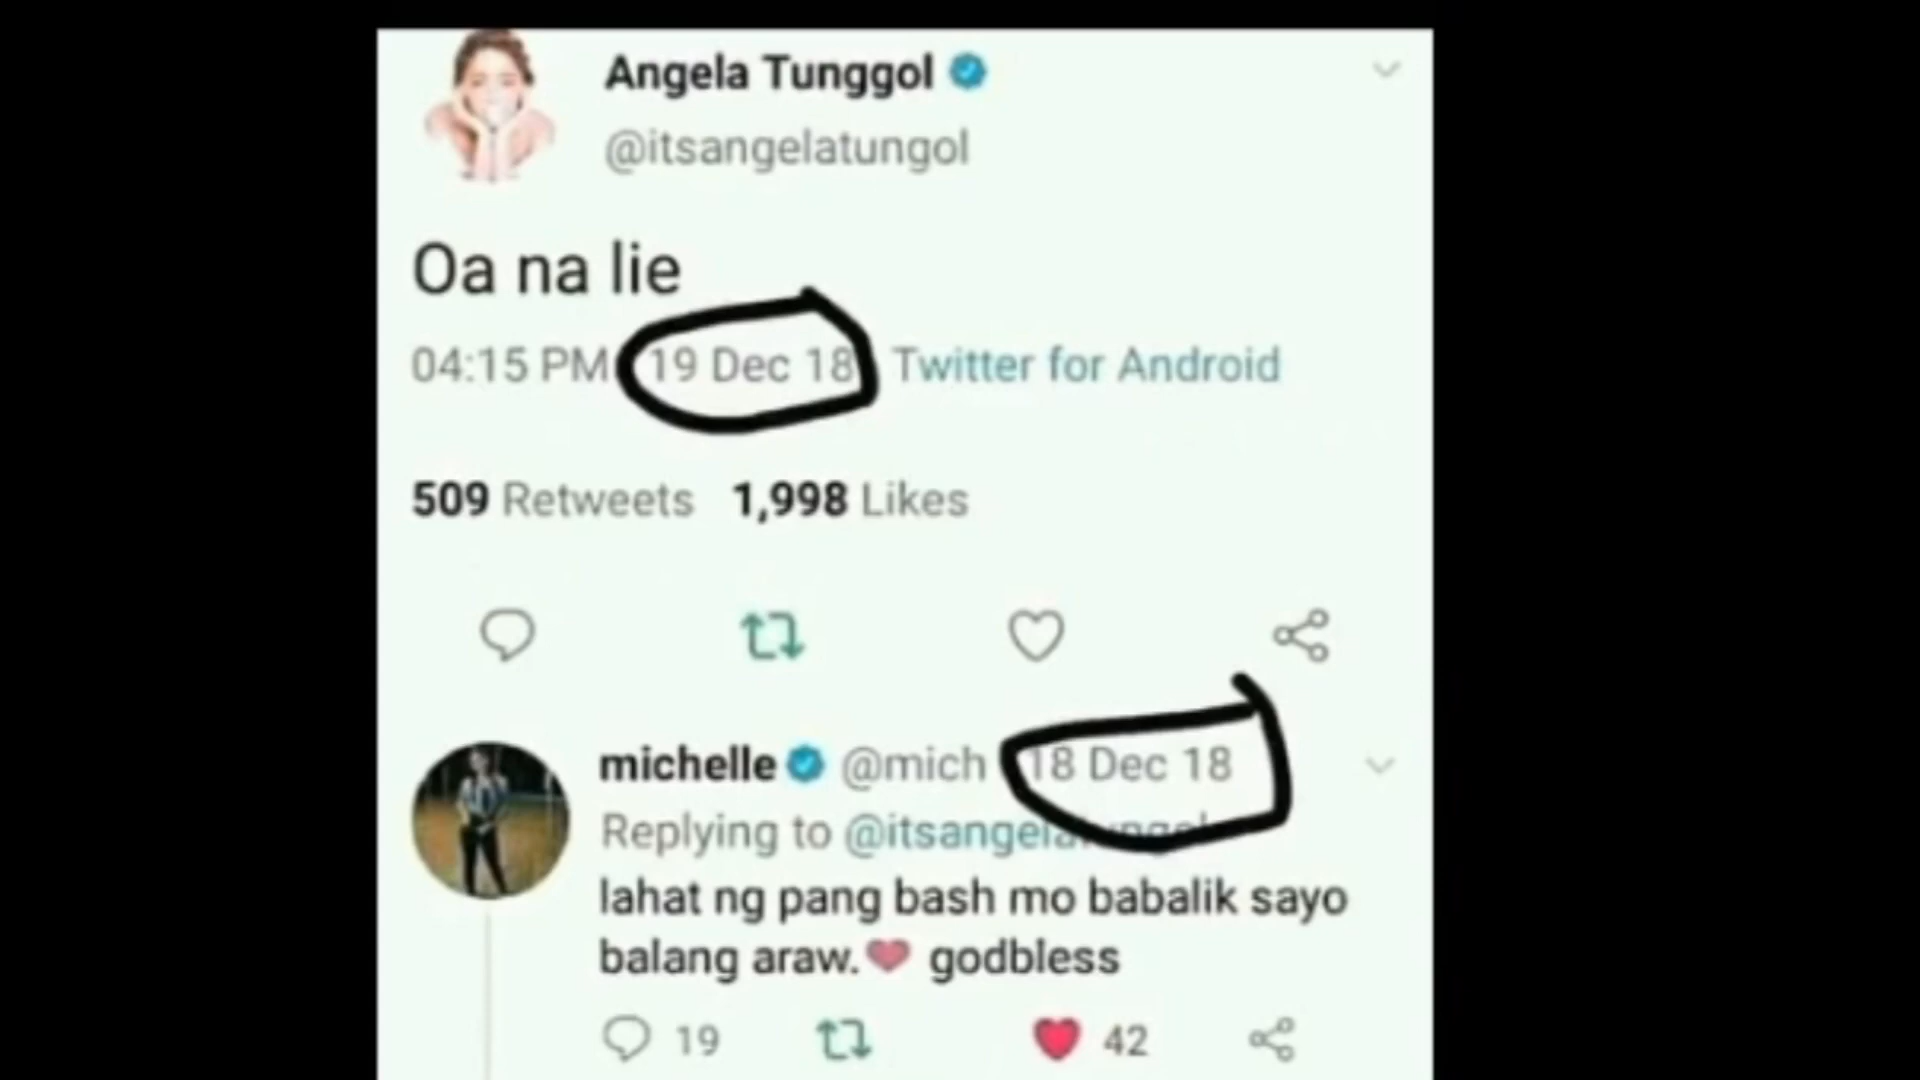 Angela Tunggol
@itsangelatungol
Oa na lie
04:15 PM 19 Dec 18 Twitter for Android
509 Retweets 1,998 Likes
michelle @mich 18 Dec 18
Replying to
lahat ng pang bash mo babalik sayo
balang araw.❤ godbless
19 42